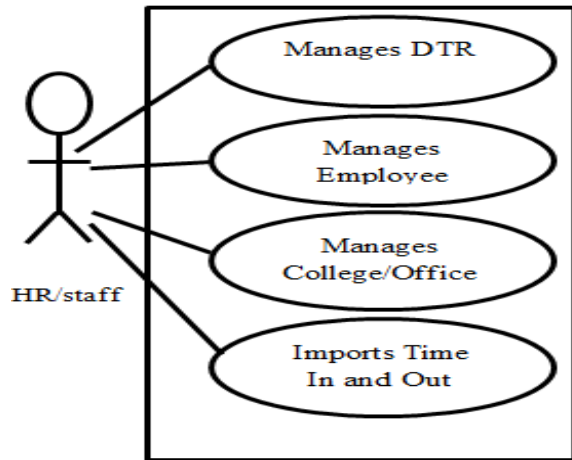 Manages DTR
Manages
Employee
Manages
College/Office
HR/staff
Imports Time
In and Out